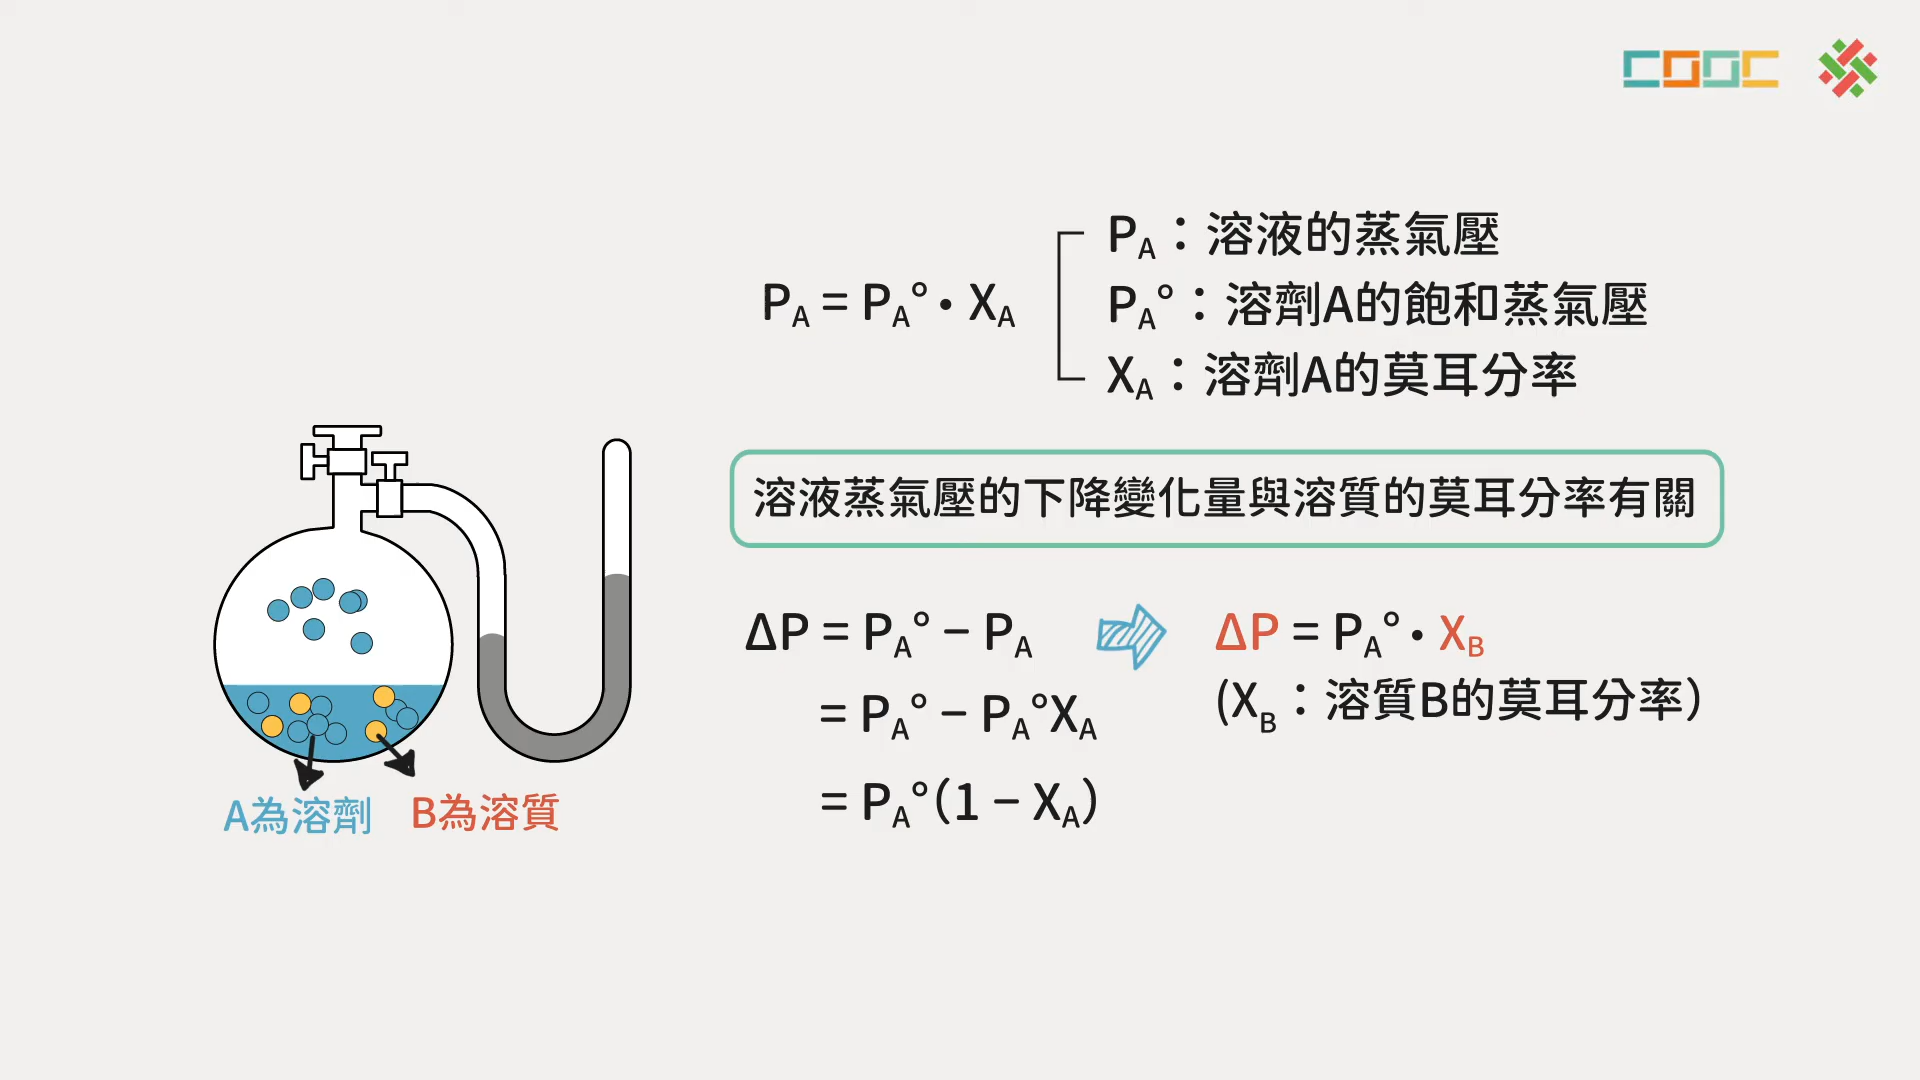 COOC
P_A = P_A° · X_A
P_A：溶液的蒸氣壓
P_A°：溶劑A的飽和蒸氣壓
X_A：溶劑A的莫耳分率
溶液蒸氣壓的下降變化量與溶質的莫耳分率有關
ΔP = P_A° − P_A
= P_A° − P_A°X_A
= P_A°(1 − X_A)
ΔP = P_A° · X_B
(X_B：溶質B的莫耳分率)
A為溶劑
B為溶質